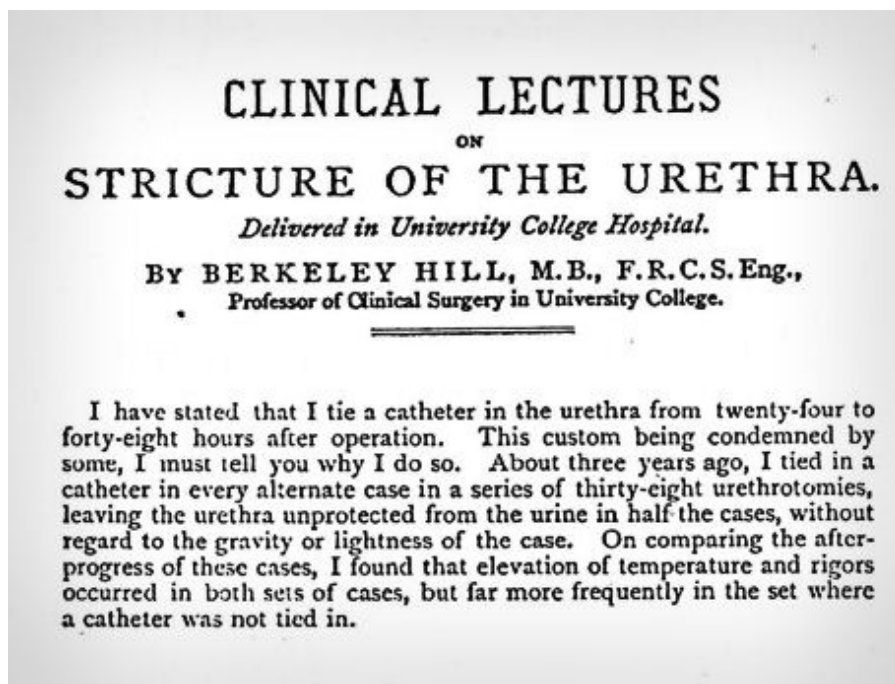 CLINICAL LECTURES
ON
STRICTURE OF THE URETHRA.
Delivered in University College Hospital.
BY BERKELEY HILL, M.B., F.R.C.S.Eng.,
Professor of Clinical Surgery in University College.
I have stated that I tie a catheter in the urethra from twenty-four to
forty-eight hours after operation. This custom being condemned by
some, I must tell you why I do so. About three years ago, I tied in a
catheter in every alternate case in a series of thirty-eight urethrotomies,
leaving the urethra unprotected from the urine in half the cases, without
regard to the gravity or lightness of the case. On comparing the after-
progress of these cases, I found that elevation of temperature and rigors
occurred in both sets of cases, but far more frequently in the set where
a catheter was not tied in.